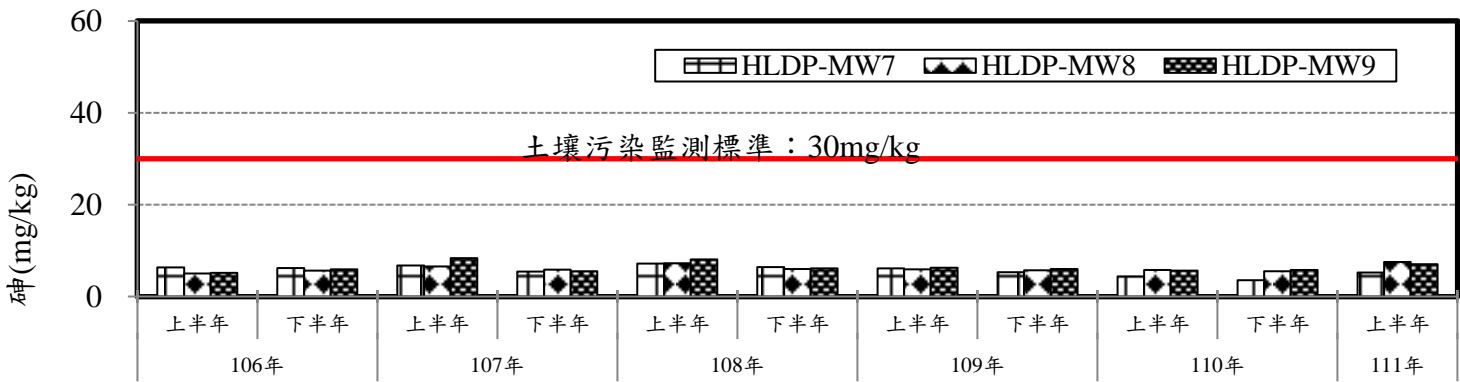 60
HLDP-MW7 HLDP-MW8 HLDP-MW9
40
土壤污染監測標準：30mg/kg
20
砷(mg/kg)
0
上半年 下半年 上半年 下半年 上半年 下半年 上半年 下半年 上半年 下半年 上半年
106年 107年 108年 109年 110年 111年